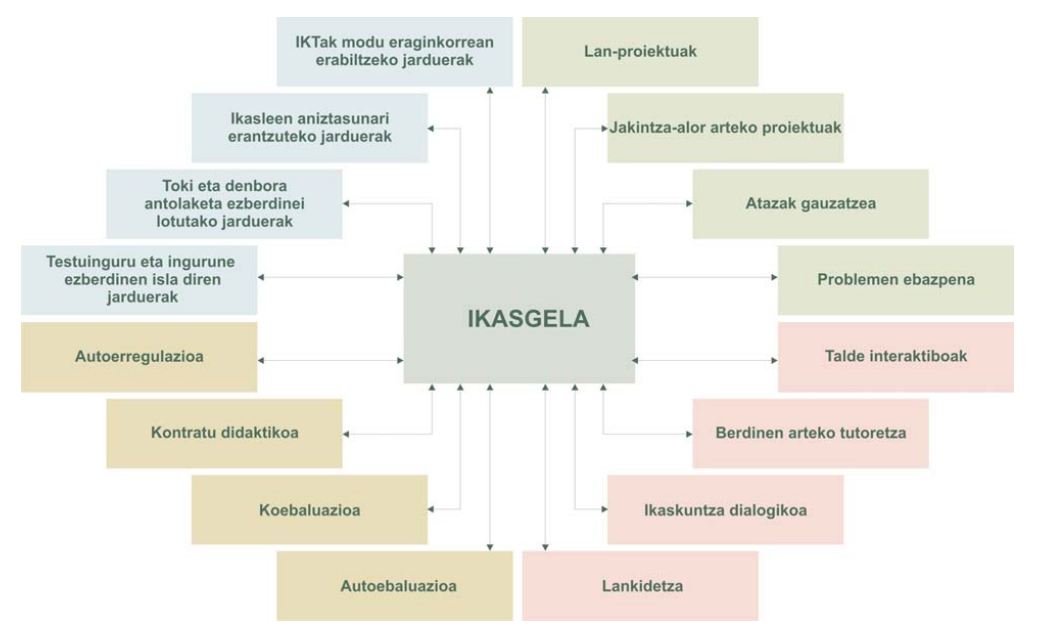 IKTak modu eraginkorrean
erabiltzeko jarduerak
Lan-proiektuak
Ikasleen aniztasunari
erantzuteko jarduerak
Jakintza-alor arteko proiektuak
Toki eta denbora
antolaketa ezberdinei
lotutako jarduerak
Atazak gauzatzea
Testuinguru eta ingurune
ezberdinen isla diren
jarduerak
Problemen ebazpena
IKASGELA
Autoerregulazioa
Talde interaktiboak
Kontratu didaktikoa
Berdinen arteko tutoretza
Koebaluazioa
Ikaskuntza dialogikoa
Autoebaluazioa
Lankidetza